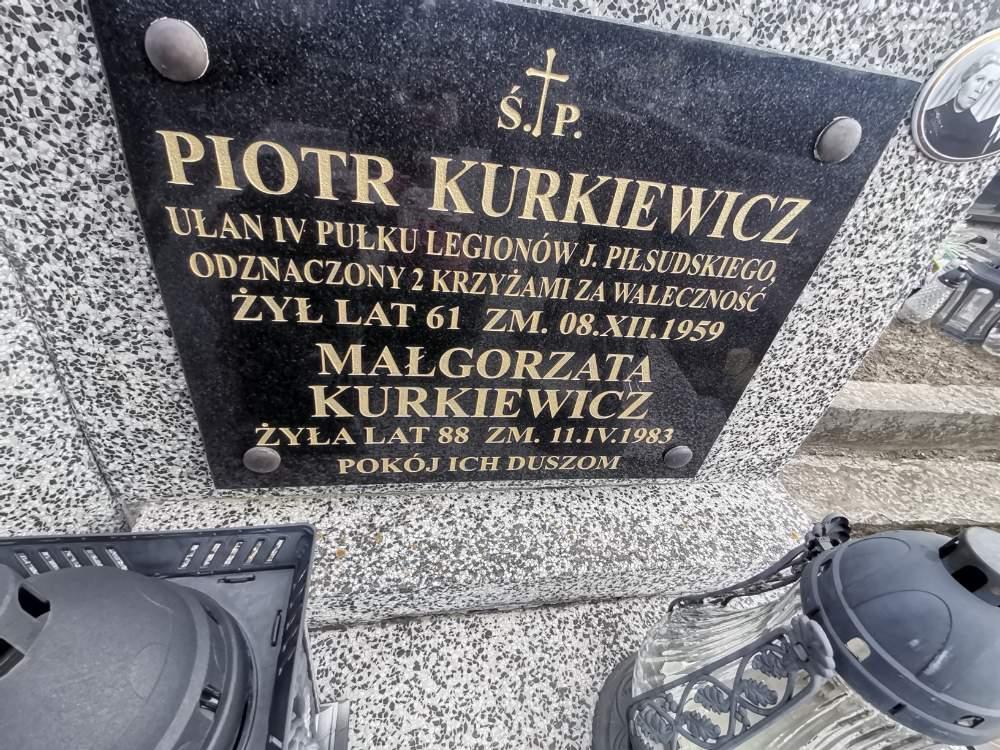 Ś. P.
PIOTR KURKIEWICZ
UŁAN IV PUŁKU LEGIONÓW J. PIŁSUDSKIEGO,
ODZNACZONY 2 KRZYŻAMI ZA WALECZNOŚĆ
ŻYŁ LAT 61 ZM. 08.XII.1959
MAŁGORZATA
KURKIEWICZ
ŻYŁA LAT 88 ZM. 11.IV.1983
POKÓJ ICH DUSZOM